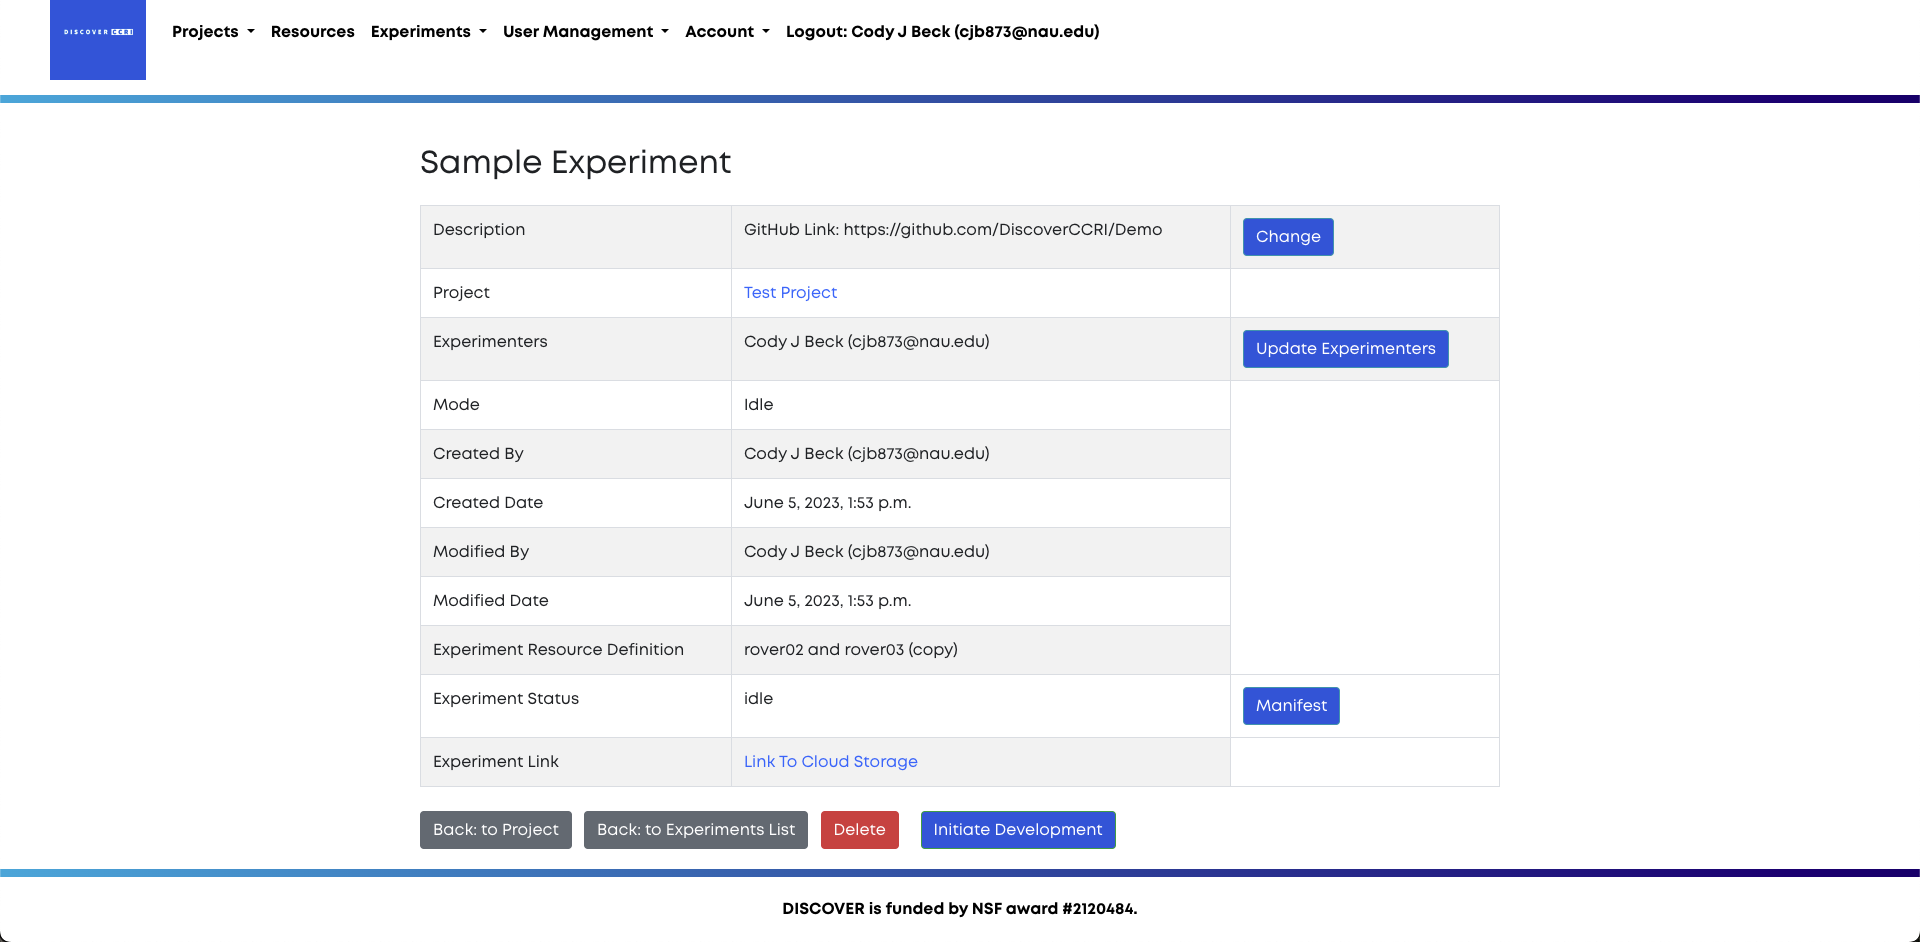 DISCOVER CCRI Projects Resources Experiments User Management Account Logout: Cody J Beck (cjb873@nau.edu)
Sample Experiment
Description GitHub Link: https://github.com/DiscoverCCRI/Demo Change
Project Test Project
Experimenters Cody J Beck (cjb873@nau.edu) Update Experimenters
Mode Idle
Created By Cody J Beck (cjb873@nau.edu)
Created Date June 5, 2023, 1:53 p.m.
Modified By Cody J Beck (cjb873@nau.edu)
Modified Date June 5, 2023, 1:53 p.m.
Experiment Resource Definition rover02 and rover03 (copy)
Experiment Status idle Manifest
Experiment Link Link To Cloud Storage
Back: to Project Back: to Experiments List Delete Initiate Development
DISCOVER is funded by NSF award #2120484.